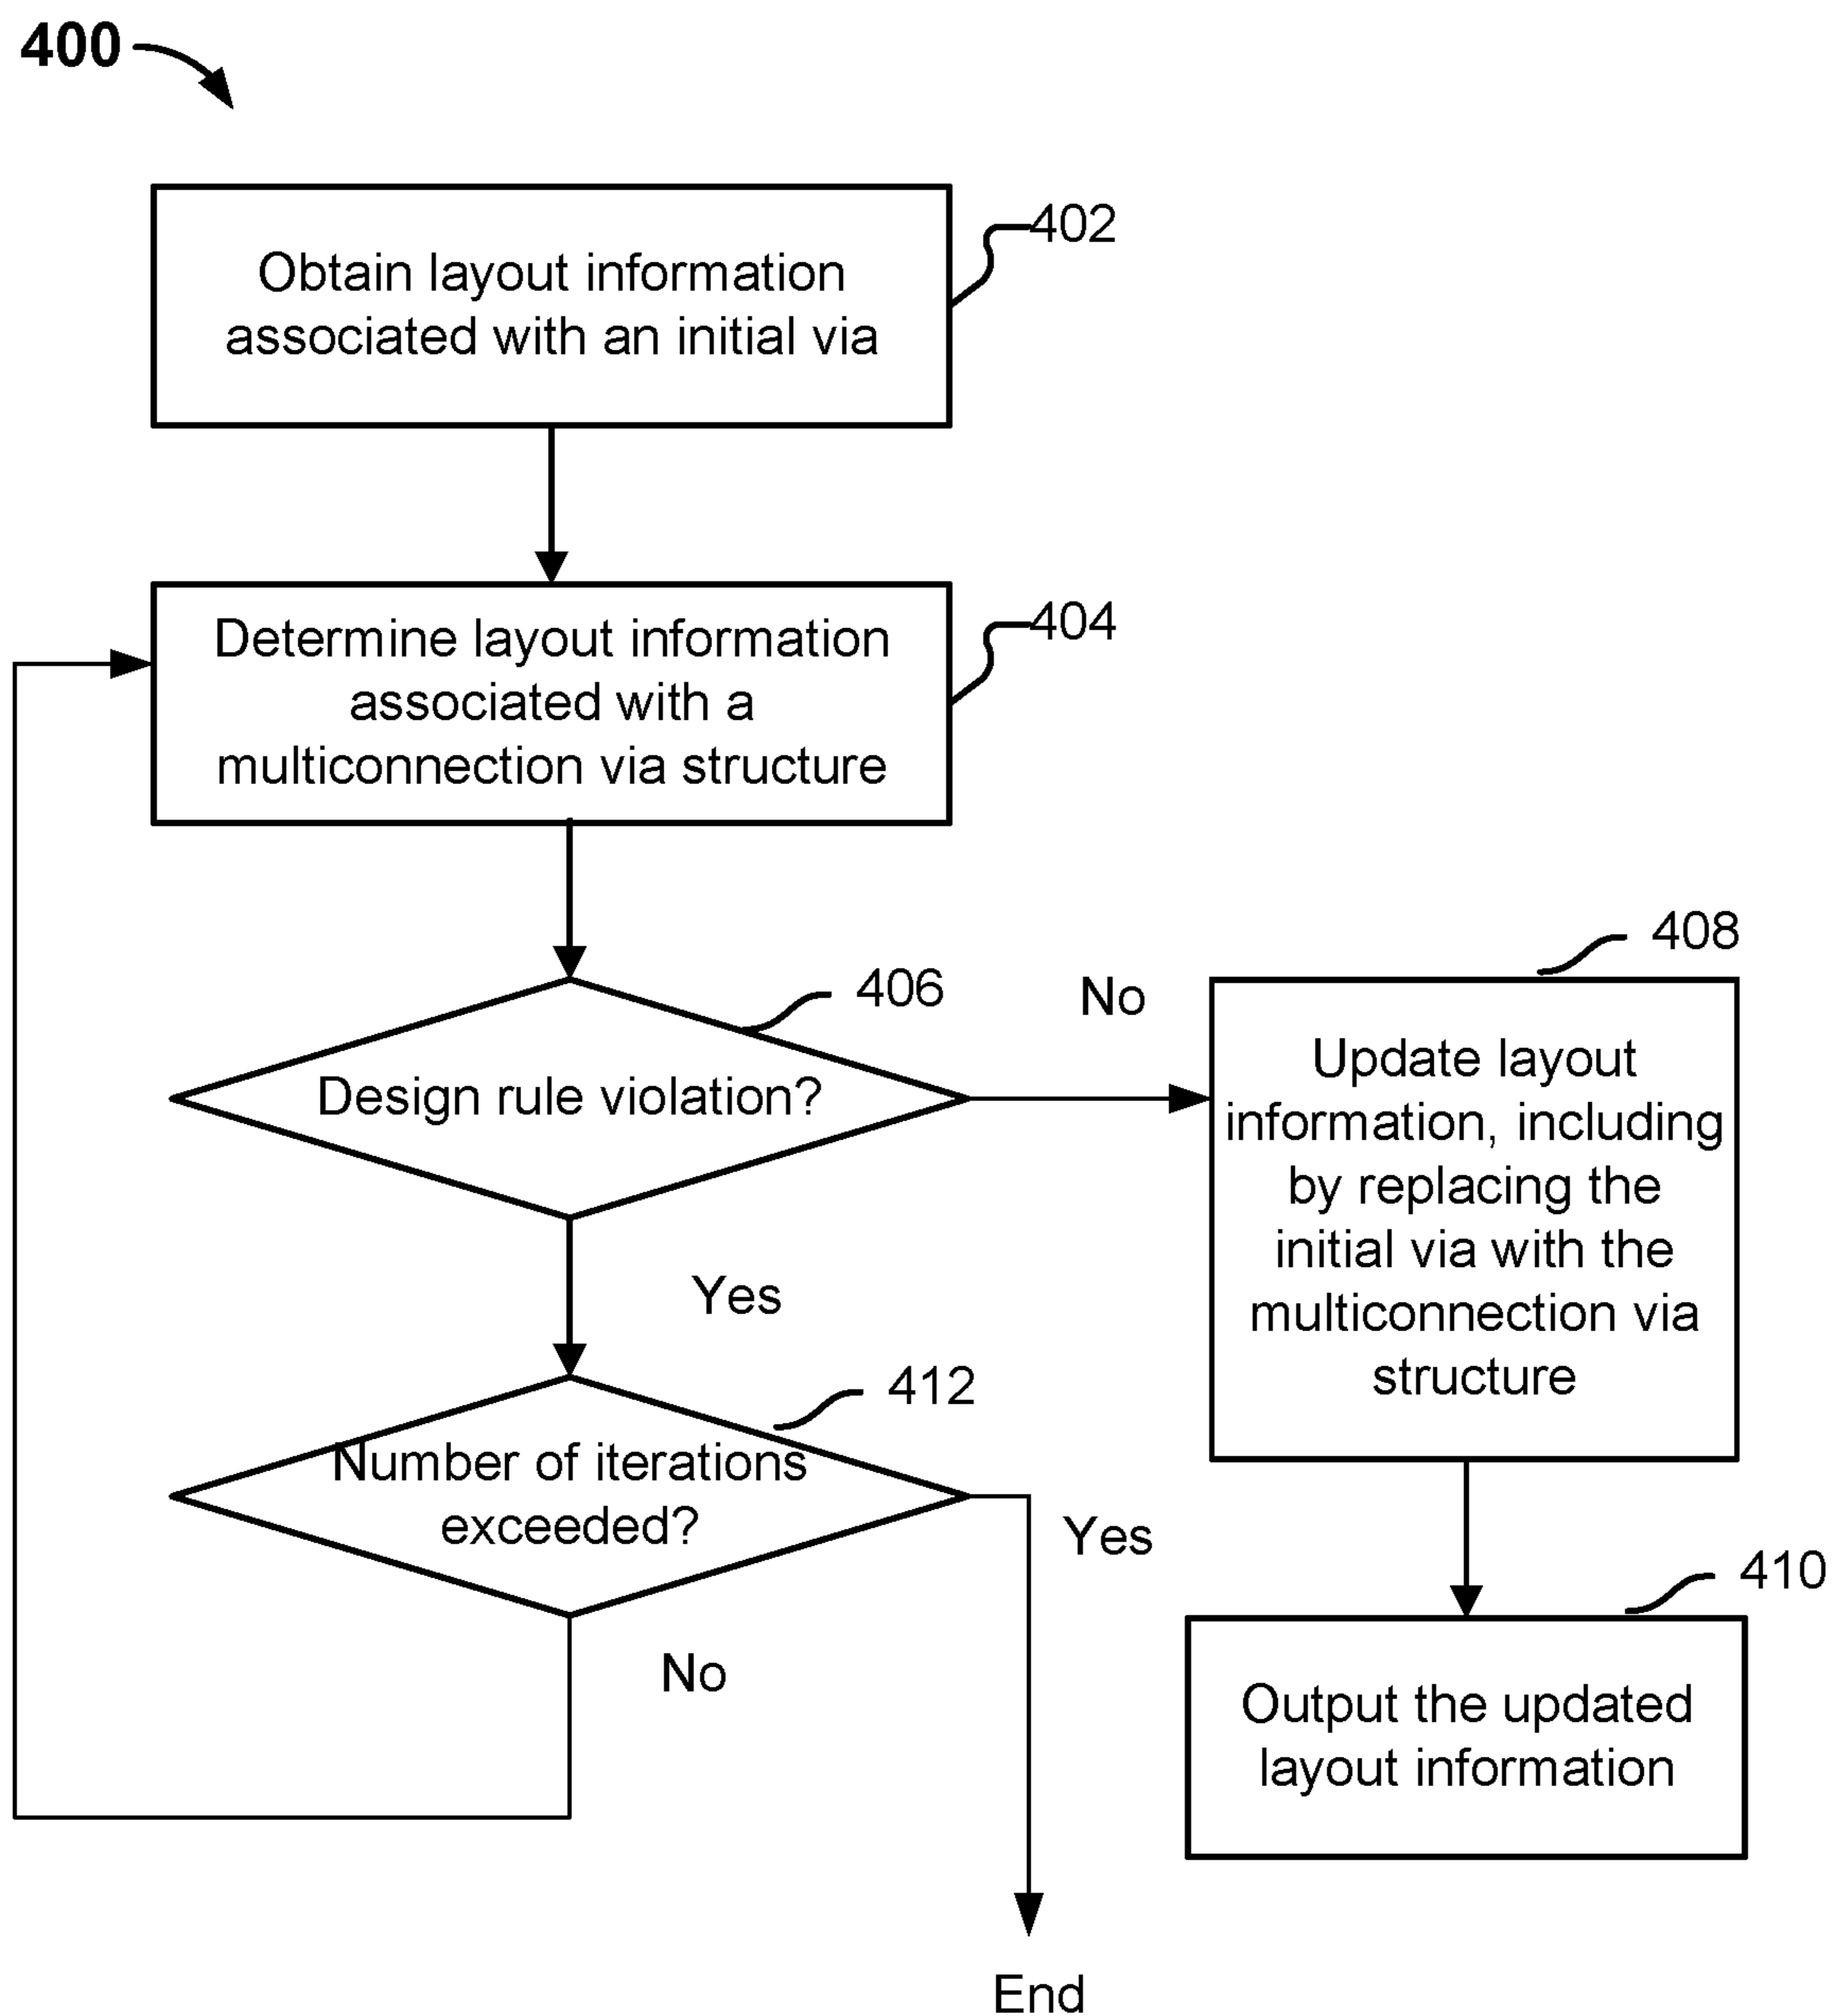 400
402
Obtain layout information
associated with an initial via
404
Determine layout information
associated with a
multiconnection via structure
406
Design rule violation?
No
408
Update layout
information, including
by replacing the
initial via with the
multiconnection via
structure
Yes
412
Number of iterations
exceeded?
Yes
No
410
Output the updated
layout information
End